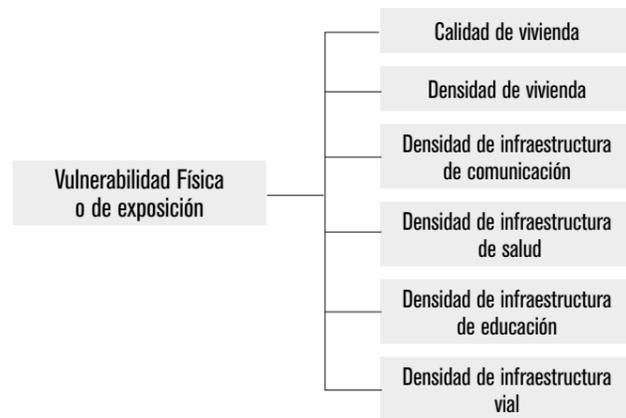 Vulnerabilidad Física
o de exposición
Calidad de vivienda
Densidad de vivienda
Densidad de infraestructura
de comunicación
Densidad de infraestructura
de salud
Densidad de infraestructura
de educación
Densidad de infraestructura
vial